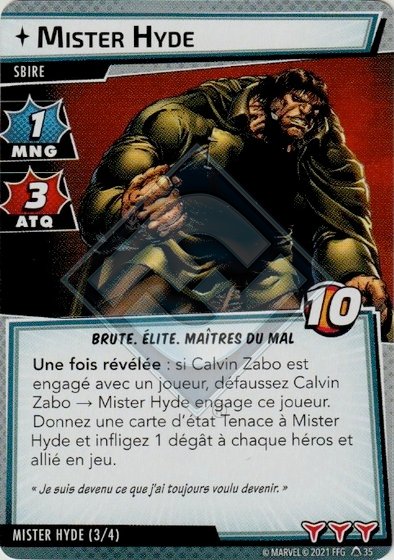 MISTER HYDE
SBIRE
1
MNG
3
ATQ
10
BRUTE. ÉLITE. MAÎTRES DU MAL
Une fois révélée : si Calvin Zabo est
engagé avec un joueur, défaussez Calvin
Zabo → Mister Hyde engage ce joueur.
Donnez une carte d'état Tenace à Mister
Hyde et infligez 1 dégât à chaque héros et
allié en jeu.
« Je suis devenu ce que j'ai toujours voulu devenir. »
© MARVEL © 2021 FFG 35
MISTER HYDE (3/4)